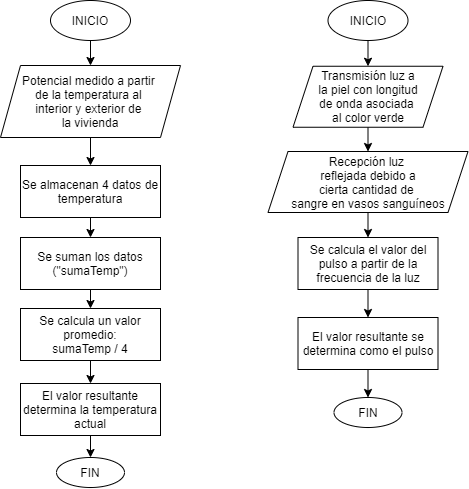 INICIO
Potencial medido a partir
de la temperatura al
interior y exterior de
la vivienda
Se almacenan 4 datos de
temperatura
Se suman los datos
("sumaTemp")
Se calcula un valor
promedio:
sumaTemp / 4
El valor resultante
determina la temperatura
actual
FIN
INICIO
Transmisión luz a
la piel con longitud
de onda asociada
al color verde
Recepción luz
reflejada debido a
cierta cantidad de
sangre en vasos sanguíneos
Se calcula el valor del
pulso a partir de la
frecuencia de la luz
El valor resultante se
determina como el pulso
FIN